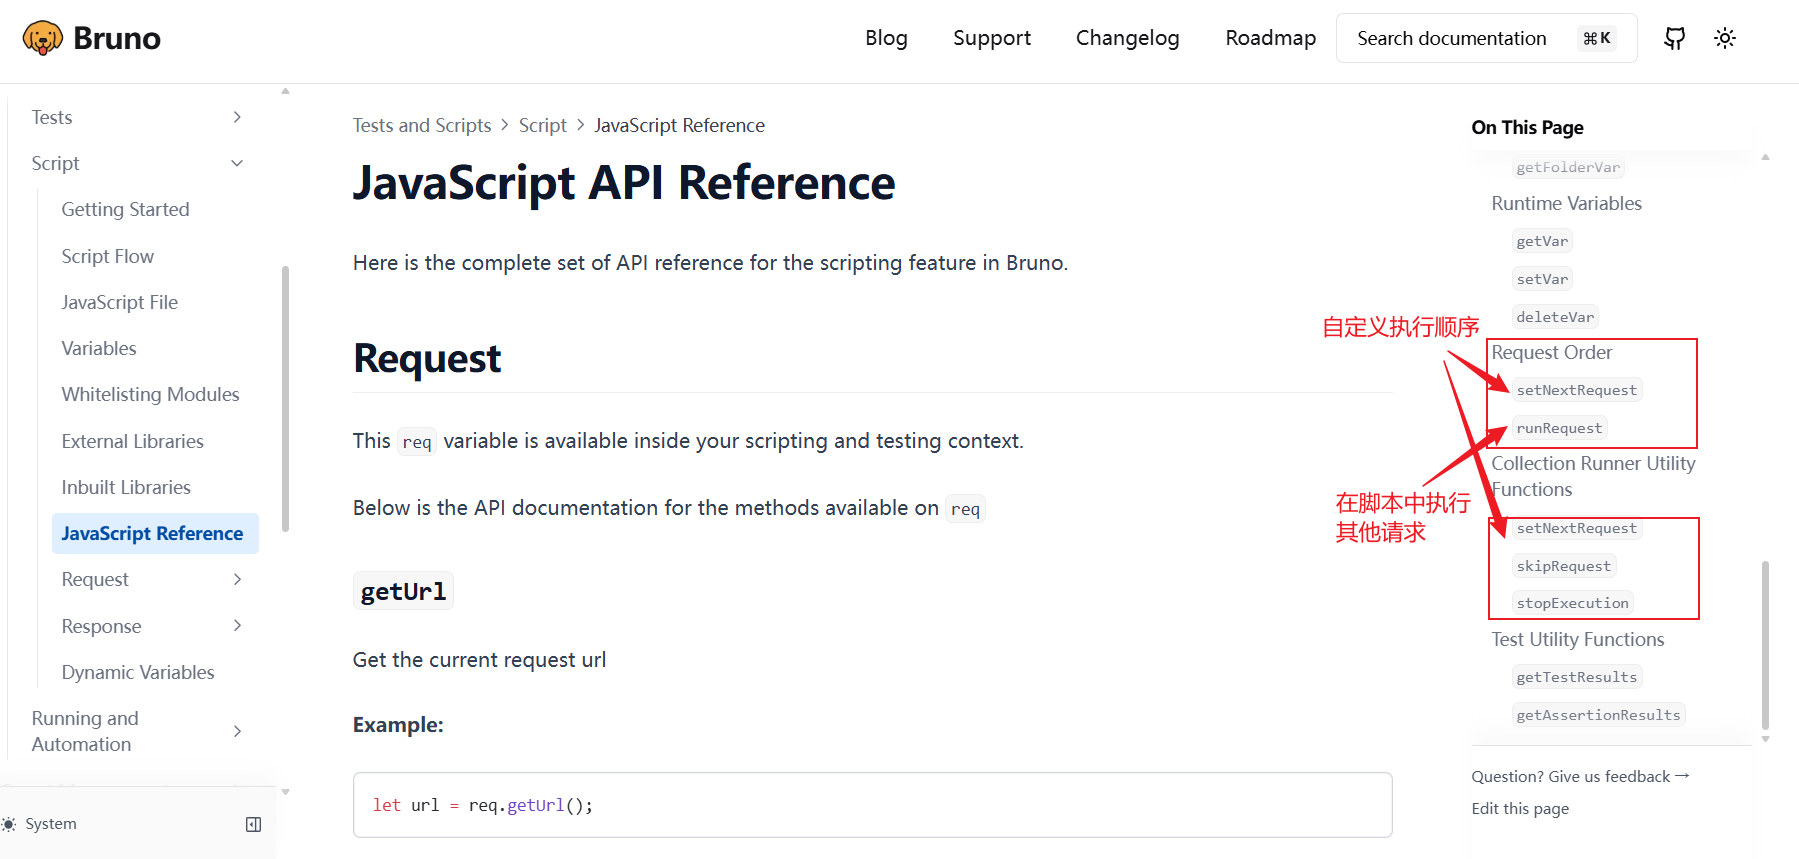 Bruno
Blog
Support
Changelog
Roadmap
Search documentation
⌘ K
Tests
Script
Getting Started
Script Flow
JavaScript File
Variables
Whitelisting Modules
External Libraries
Inbuilt Libraries
JavaScript Reference
Request
Response
Dynamic Variables
Running and
Automation
System
Tests and Scripts > Script > JavaScript Reference
JavaScript API Reference
Here is the complete set of API reference for the scripting feature in Bruno.
Request
This req variable is available inside your scripting and testing context.
Below is the API documentation for the methods available on req
getUrl
Get the current request url
Example:
let url = req.getUrl();
On This Page
getFolderVar
Runtime Variables
getVar
setVar
deleteVar
自定义执行顺序
Request Order
setNextRequest
runRequest
Collection Runner Utility
Functions
在脚本中执行
其他请求
setNextRequest
skipRequest
stopExecution
Test Utility Functions
getTestResults
getAssertionResults
Question? Give us feedback →
Edit this page